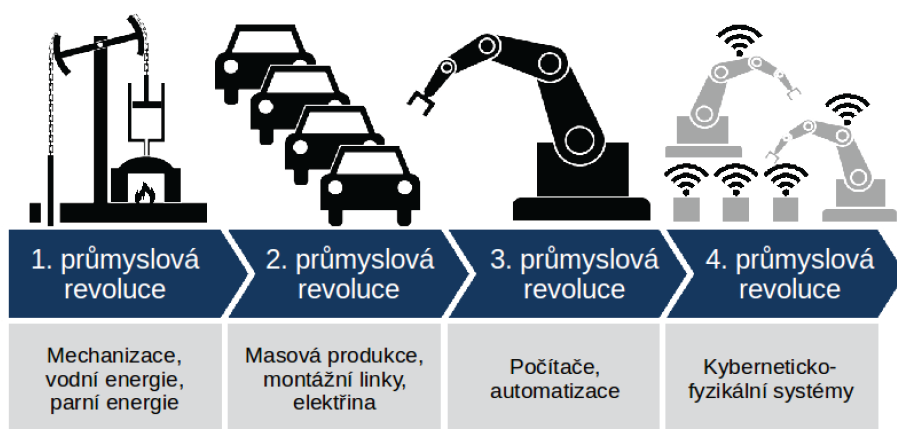 1. průmyslová
revoluce
2. průmyslová
revoluce
3. průmyslová
revoluce
4. průmyslová
revoluce
Mechanizace,
vodní energie,
parní energie
Masová produkce,
montážní linky,
elektřina
Počítače,
automatizace
Kyberneticko-
fyzikální systémy